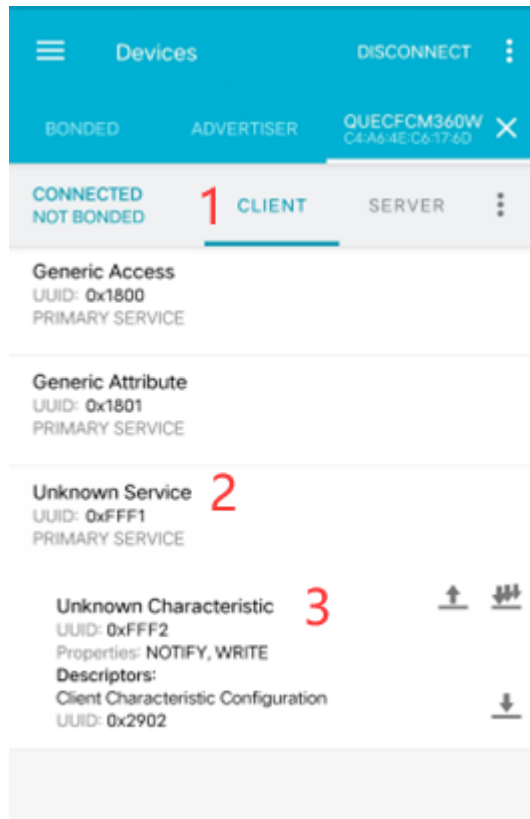 Devices DISCONNECT
BONDED ADVERTISER QUECFCM360W
C4:A6:4E:C6:17:6D
CONNECTED
NOT BONDED 1 CLIENT SERVER
Generic Access
UUID: 0x1800
PRIMARY SERVICE
Generic Attribute
UUID: 0x1801
PRIMARY SERVICE
Unknown Service 2
UUID: 0xFFF1
PRIMARY SERVICE
Unknown Characteristic 3
UUID: 0xFFF2
Properties: NOTIFY, WRITE
Descriptors:
Client Characteristic Configuration
UUID: 0x2902